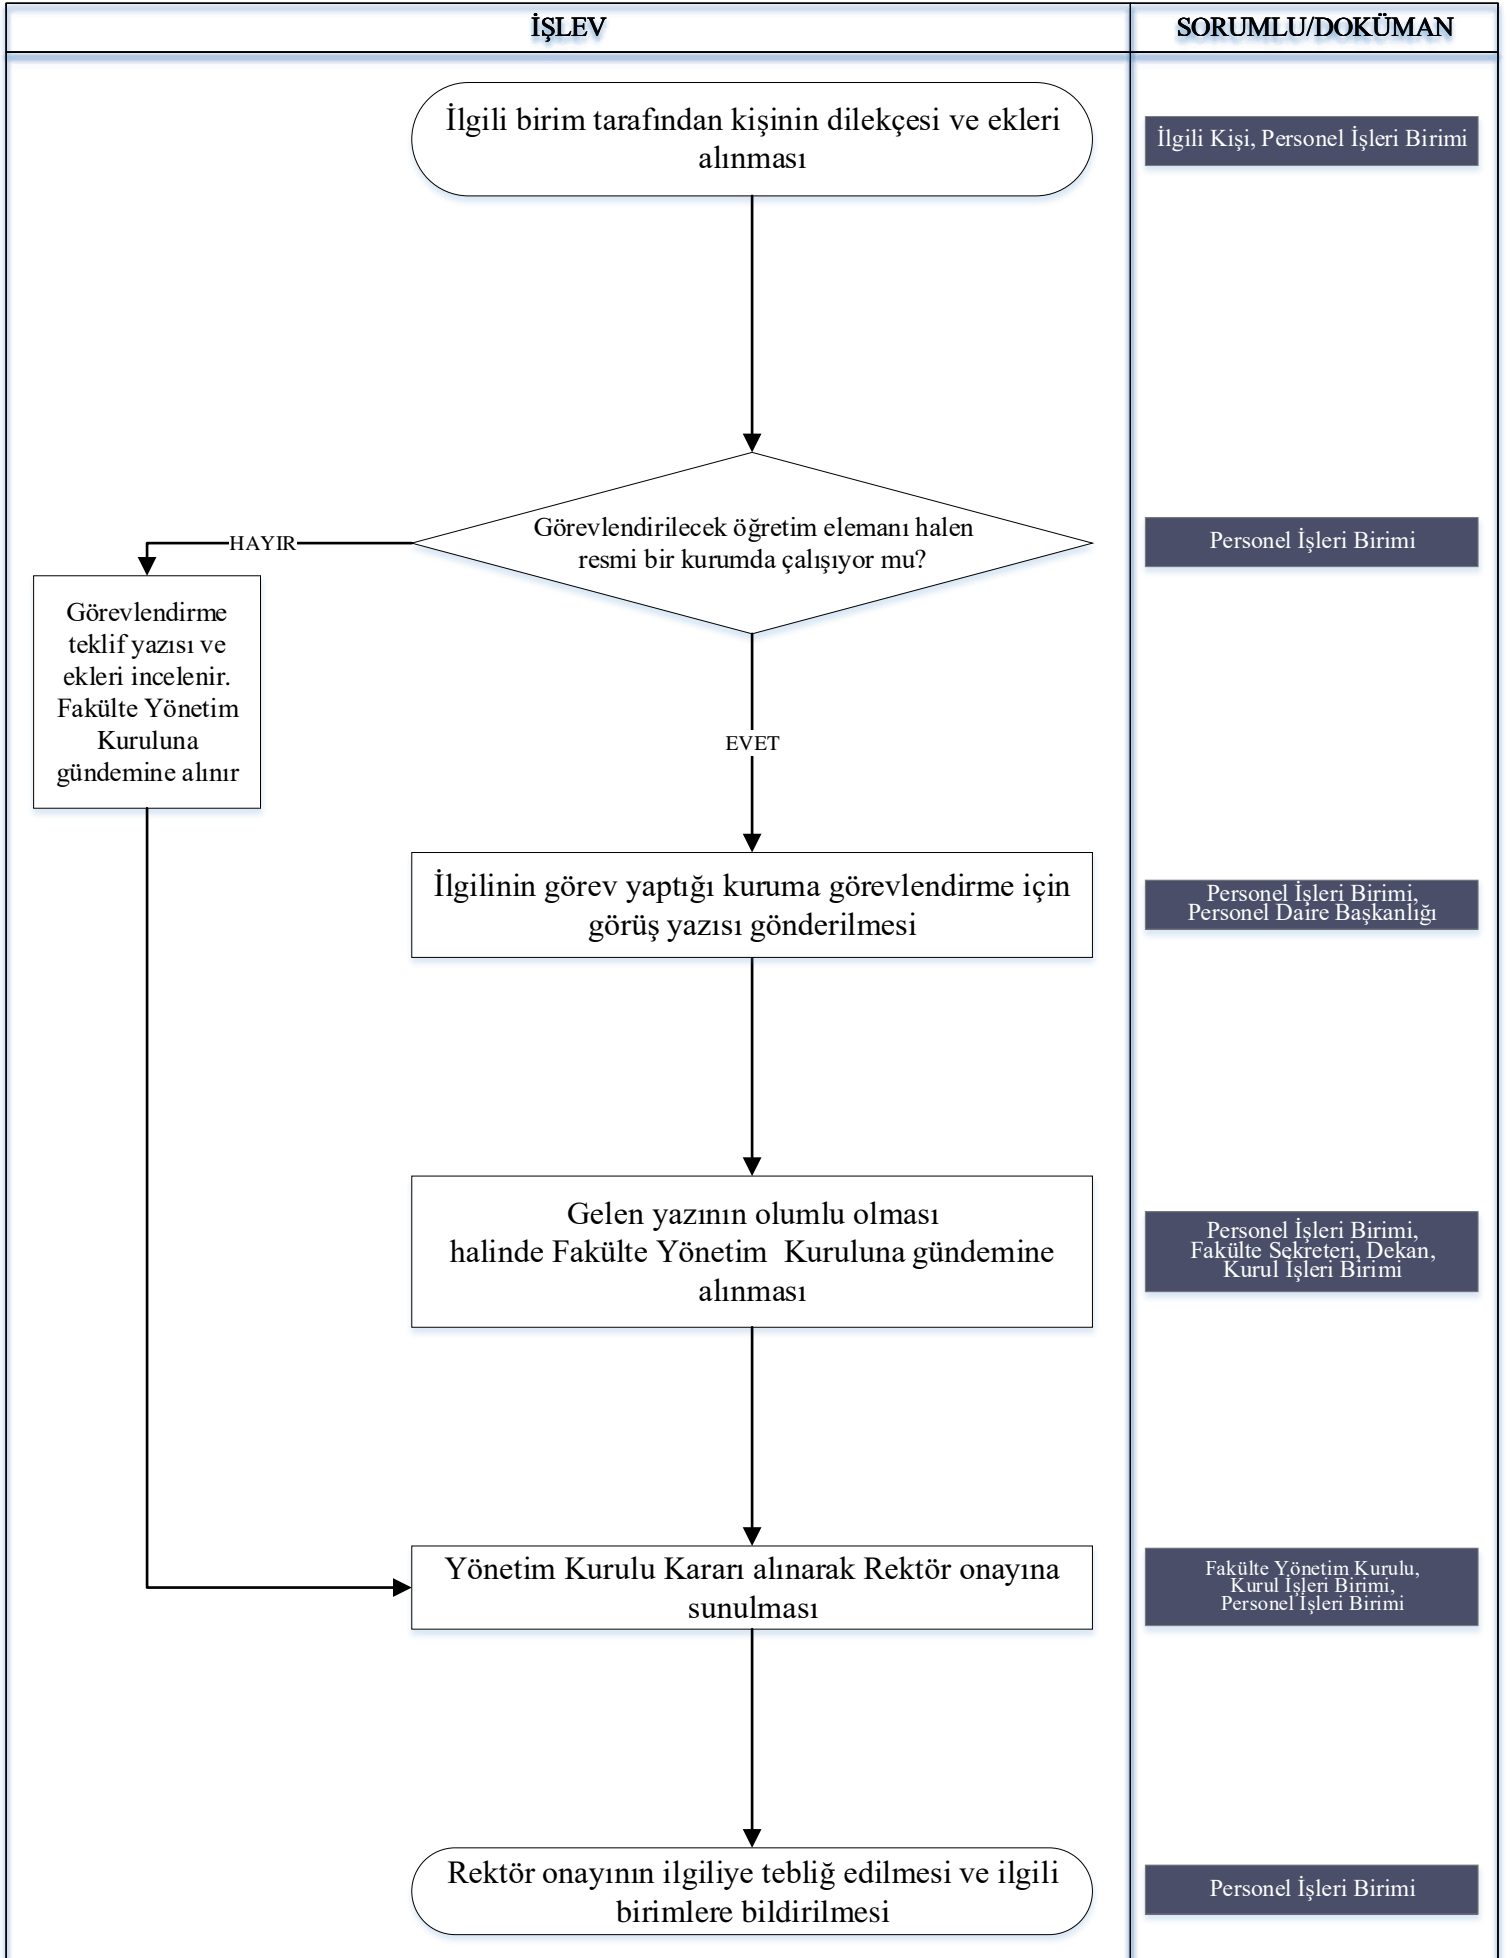 İŞLEV
SORUMLU/DOKÜMAN
İlgili birim tarafından kişinin dilekçesi ve ekleri
alınması
İlgili Kişi, Personel İşleri Birimi
Görevlendirilecek öğretim elemanı halen
resmi bir kurumda çalışıyor mu?
Personel İşleri Birimi
HAYIR
Görevlendirme
teklif yazısı ve
ekleri incelenir.
Fakülte Yönetim
Kuruluna
gündemine alınır
EVET
İlgilinin görev yaptığı kuruma görevlendirme için
görüş yazısı gönderilmesi
Personel İşleri Birimi,
Personel Daire Başkanlığı
Gelen yazının olumlu olması
halinde Fakülte Yönetim  Kuruluna gündemine
alınması
Personel İşleri Birimi,
Fakülte Sekreteri, Dekan,
Kurul İşleri Birimi
Yönetim Kurulu Kararı alınarak Rektör onayına
sunulması
Fakülte Yönetim Kurulu,
Kurul İşleri Birimi,
Personel İşleri Birimi
Rektör onayının ilgiliye tebliğ edilmesi ve ilgili
birimlere bildirilmesi
Personel İşleri Birimi